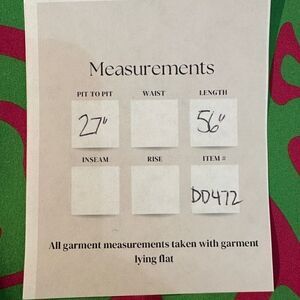 Measurements
PIT TO PIT WAIST LENGTH
27" 56"
INSEAM RISE ITEM #
DD472
All garment measurements taken with garment
lying flat